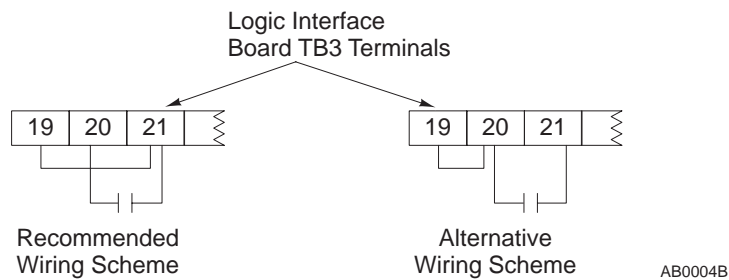 Logic Interface
Board TB3 Terminals
19 20 21
19 20 21
Recommended
Wiring Scheme
Alternative
Wiring Scheme
AB0004B